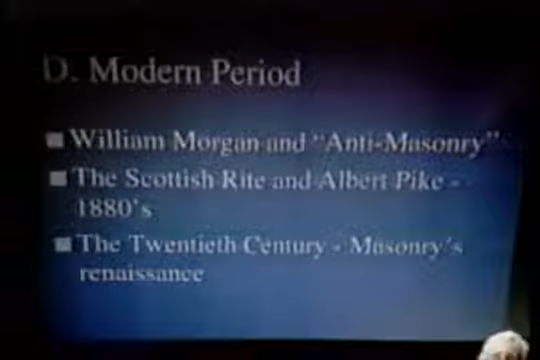 D. Modern Period
William Morgan and "Anti-Masonry"
The Scottish Rite and Albert Pike -
1880's
The Twentieth Century - Masonry's
renaissance